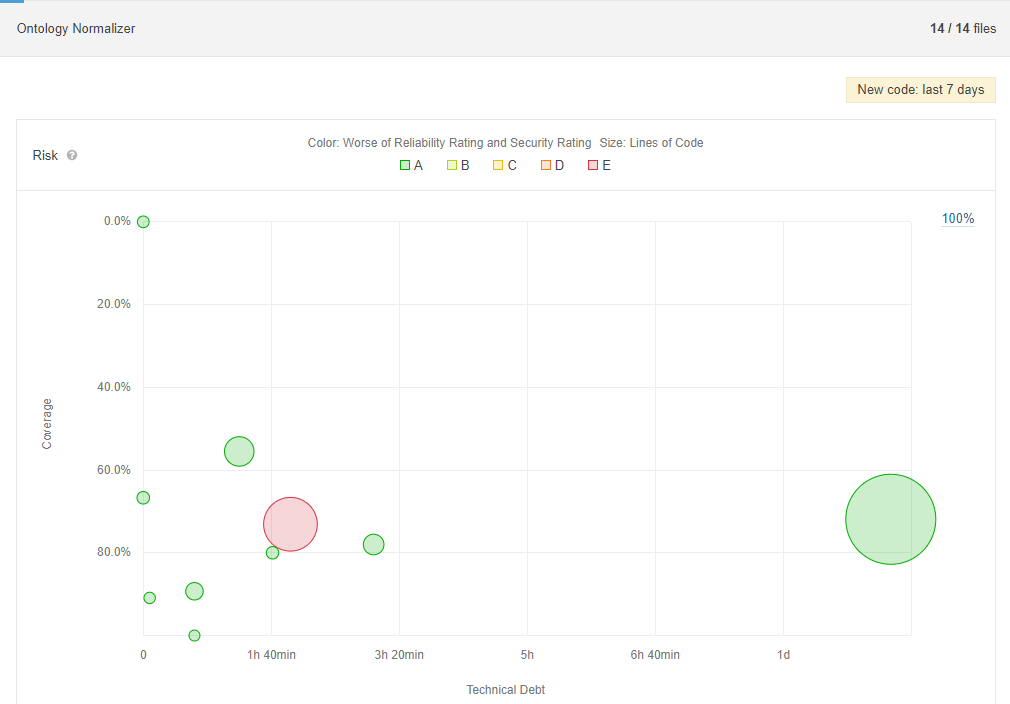 Ontology Normalizer
14 / 14 files
New code: last 7 days
Risk ?
Color: Worse of Reliability Rating and Security Rating Size: Lines of Code
A B C D E
100%
0.0%
20.0%
40.0%
60.0%
80.0%
Coverage
0 1h 40min 3h 20min 5h 6h 40min 1d
Technical Debt